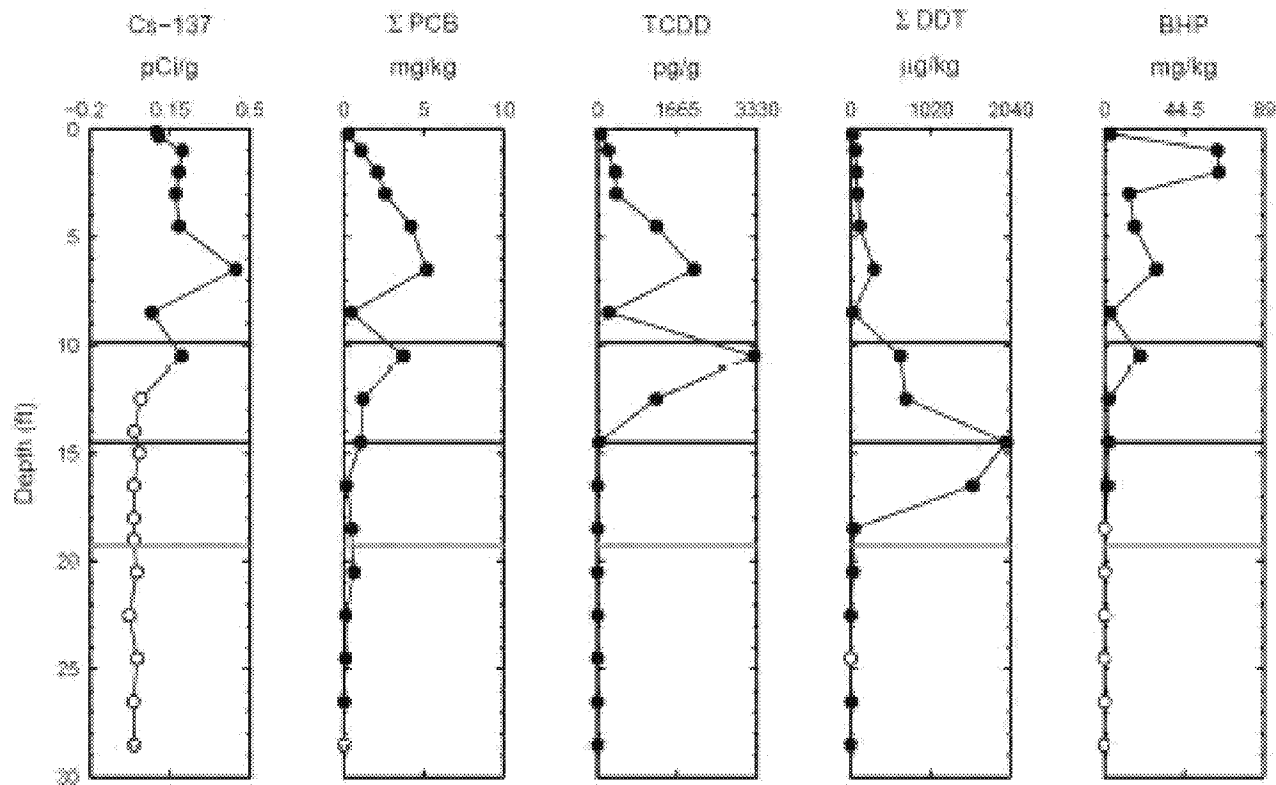 Cs-137 Σ PCB TCDD Σ DDT BHP
pCi/g mg/kg pg/g µg/kg mg/kg
-0.2 0.15 0.5 0 5 10 0 1665 3330 0 1020 2040 0 44.5 89
0
5
10
15
20
25
30
Depth (ft)